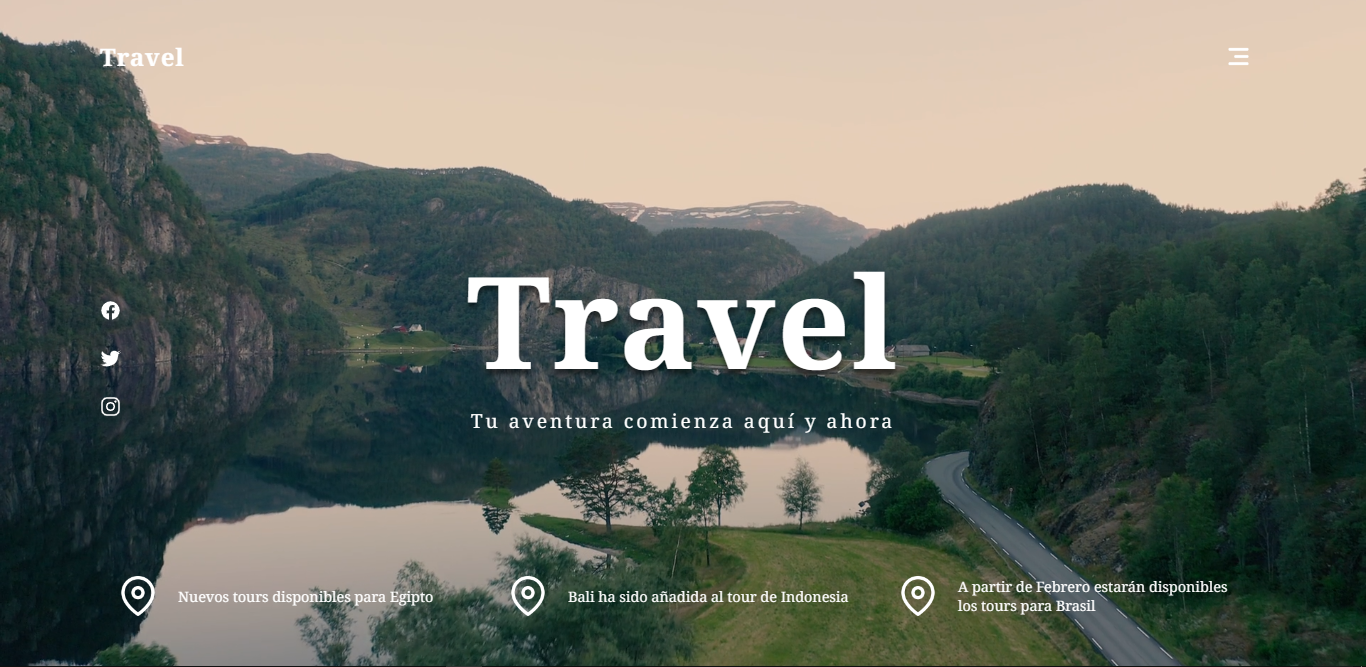 Travel
Travel
Tu aventura comienza aquí y ahora
Nuevos tours disponibles para Egipto
Bali ha sido añadida al tour de Indonesia
A partir de Febrero estarán disponibles
los tours para Brasil